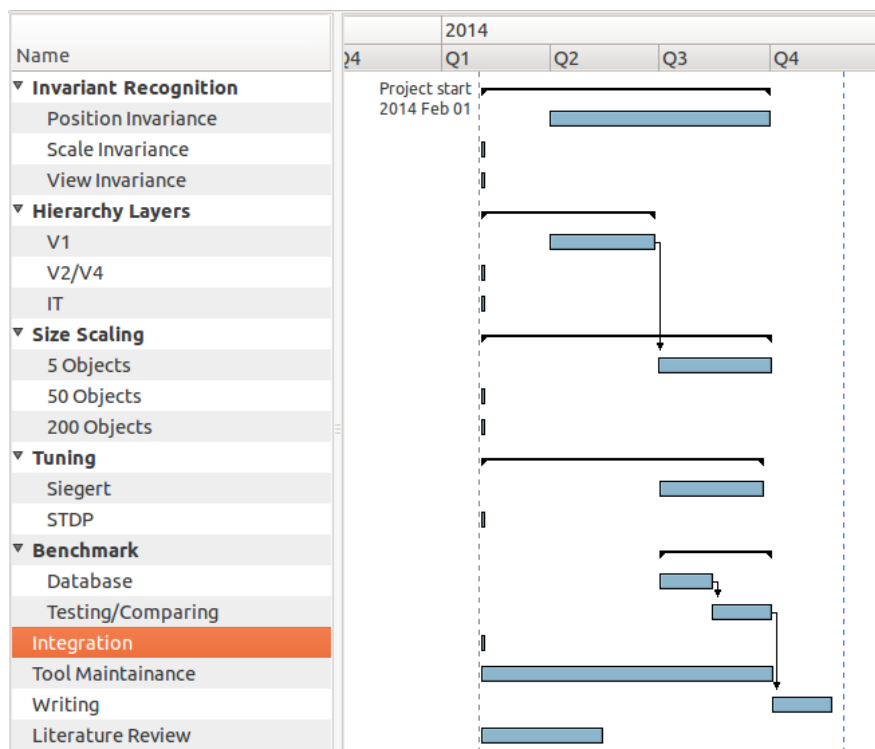 2014
Name
Q4 Q1 Q2 Q3 Q4
Invariant Recognition
Project start
2014 Feb 01
Position Invariance
Scale Invariance
View Invariance
Hierarchy Layers
V1
V2/V4
IT
Size Scaling
5 Objects
50 Objects
200 Objects
Tuning
Siegert
STDP
Benchmark
Database
Testing/Comparing
Integration
Tool Maintainance
Writing
Literature Review